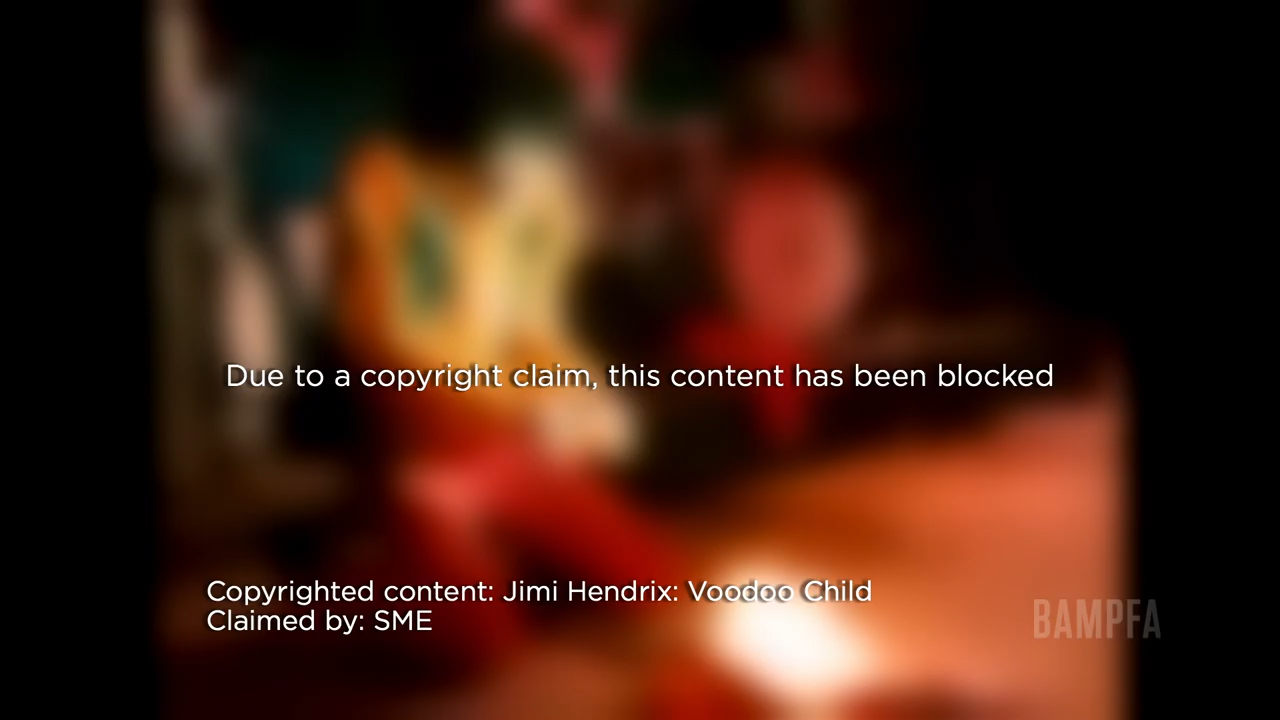 Due to a copyright claim, this content has been blocked
Copyrighted content: Jimi Hendrix: Voodoo Child
Claimed by: SME
BAMPFA